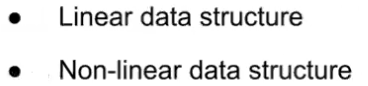 ● Linear data structure
● Non-linear data structure